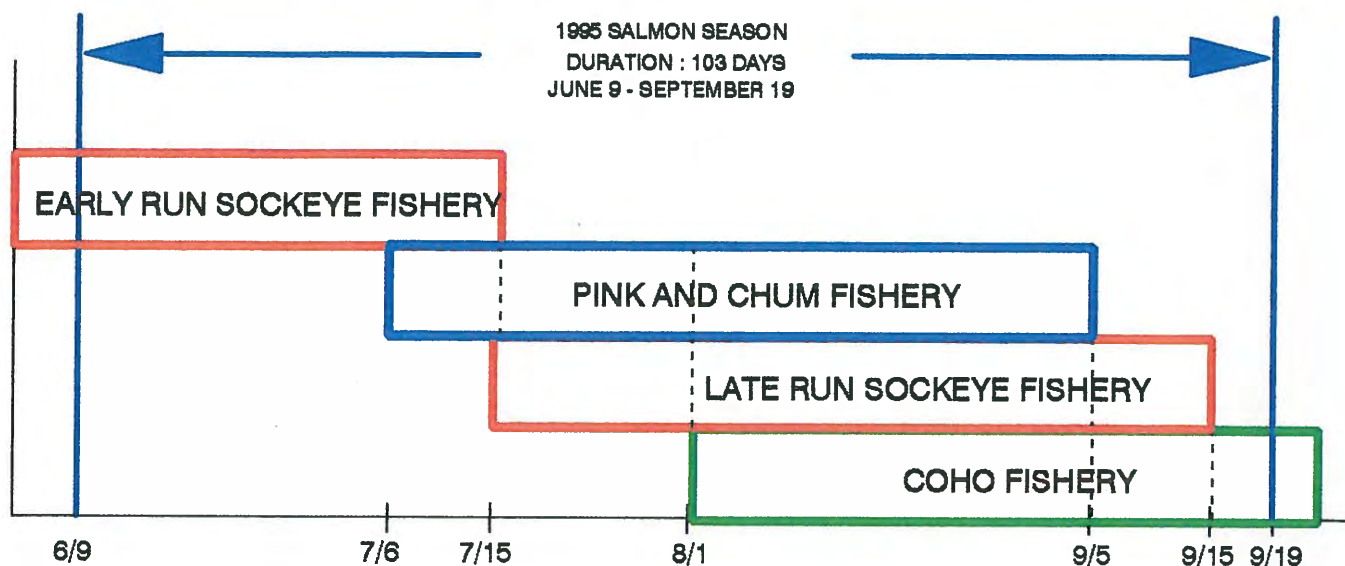 1995 SALMON SEASON
DURATION : 103 DAYS
JUNE 9 - SEPTEMBER 19
EARLY RUN SOCKEYE FISHERY
PINK AND CHUM FISHERY
LATE RUN SOCKEYE FISHERY
COHO FISHERY
6/9 7/6 7/15 8/1 9/5 9/15 9/19